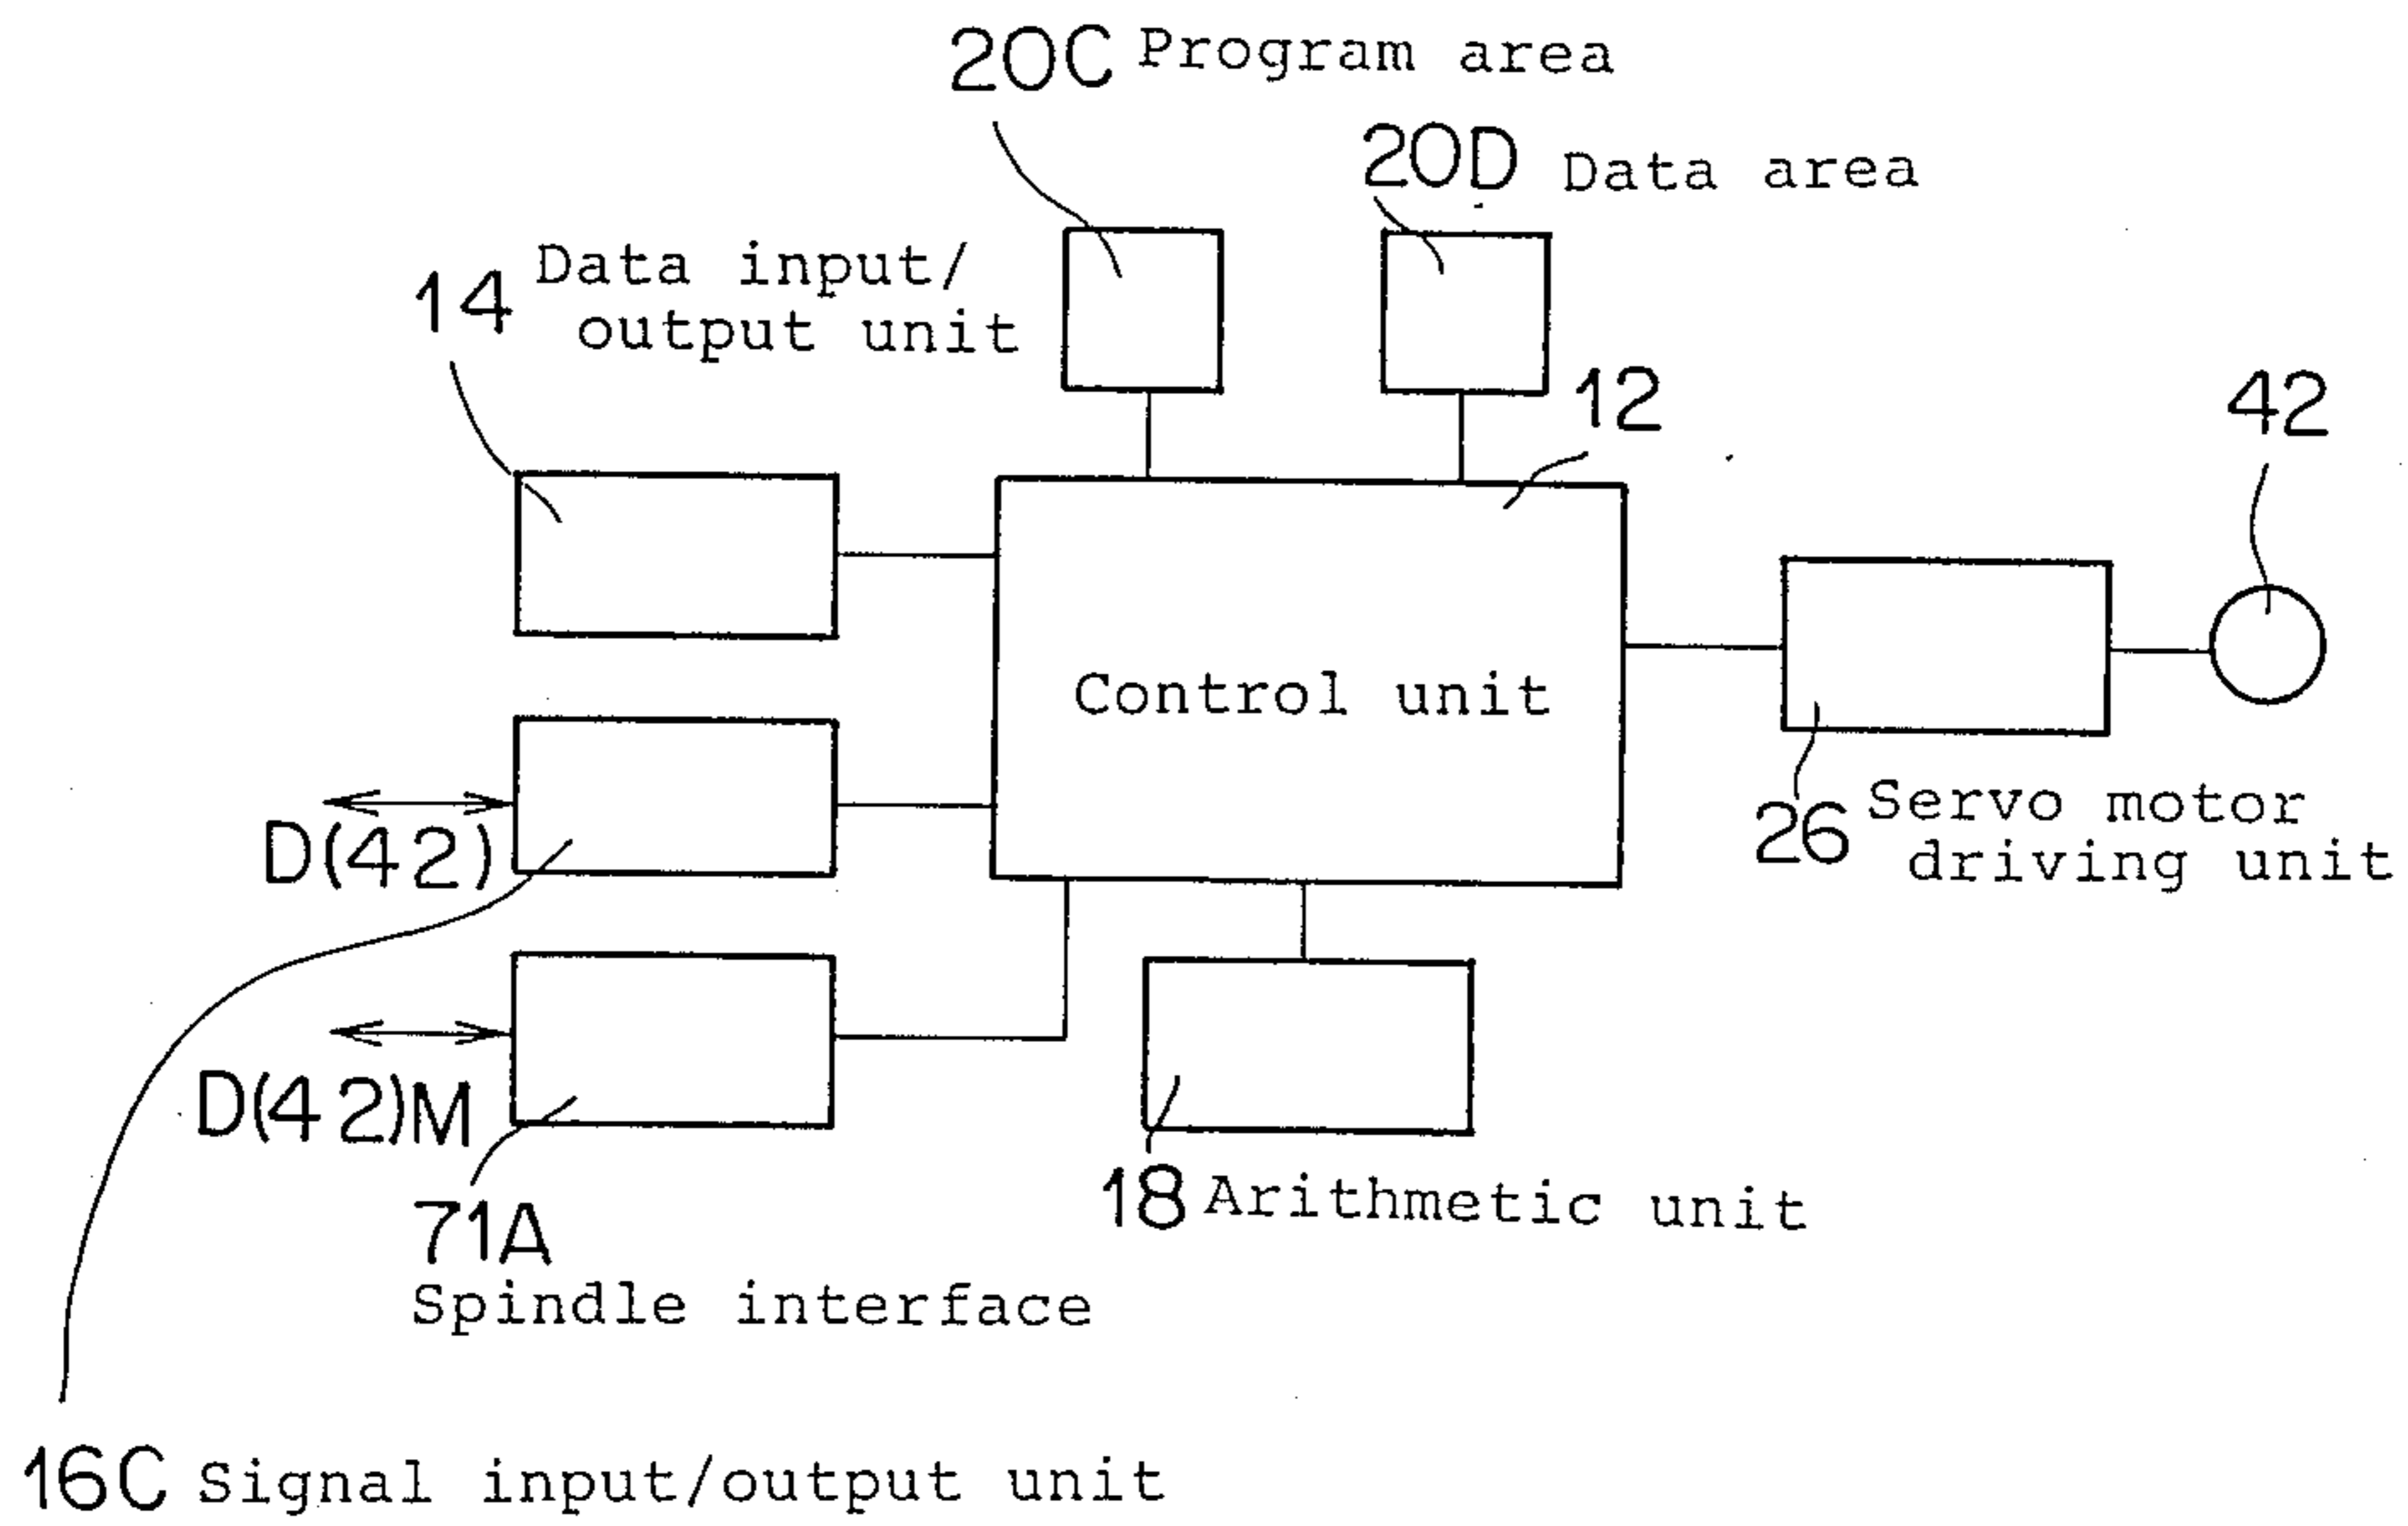 20C Program area
20D Data area
14 Data input/
output unit
12
42
Control unit
D(42)
26 Servo motor
driving unit
D(42)M
71A
Spindle interface
18 Arithmetic unit
16C Signal input/output unit